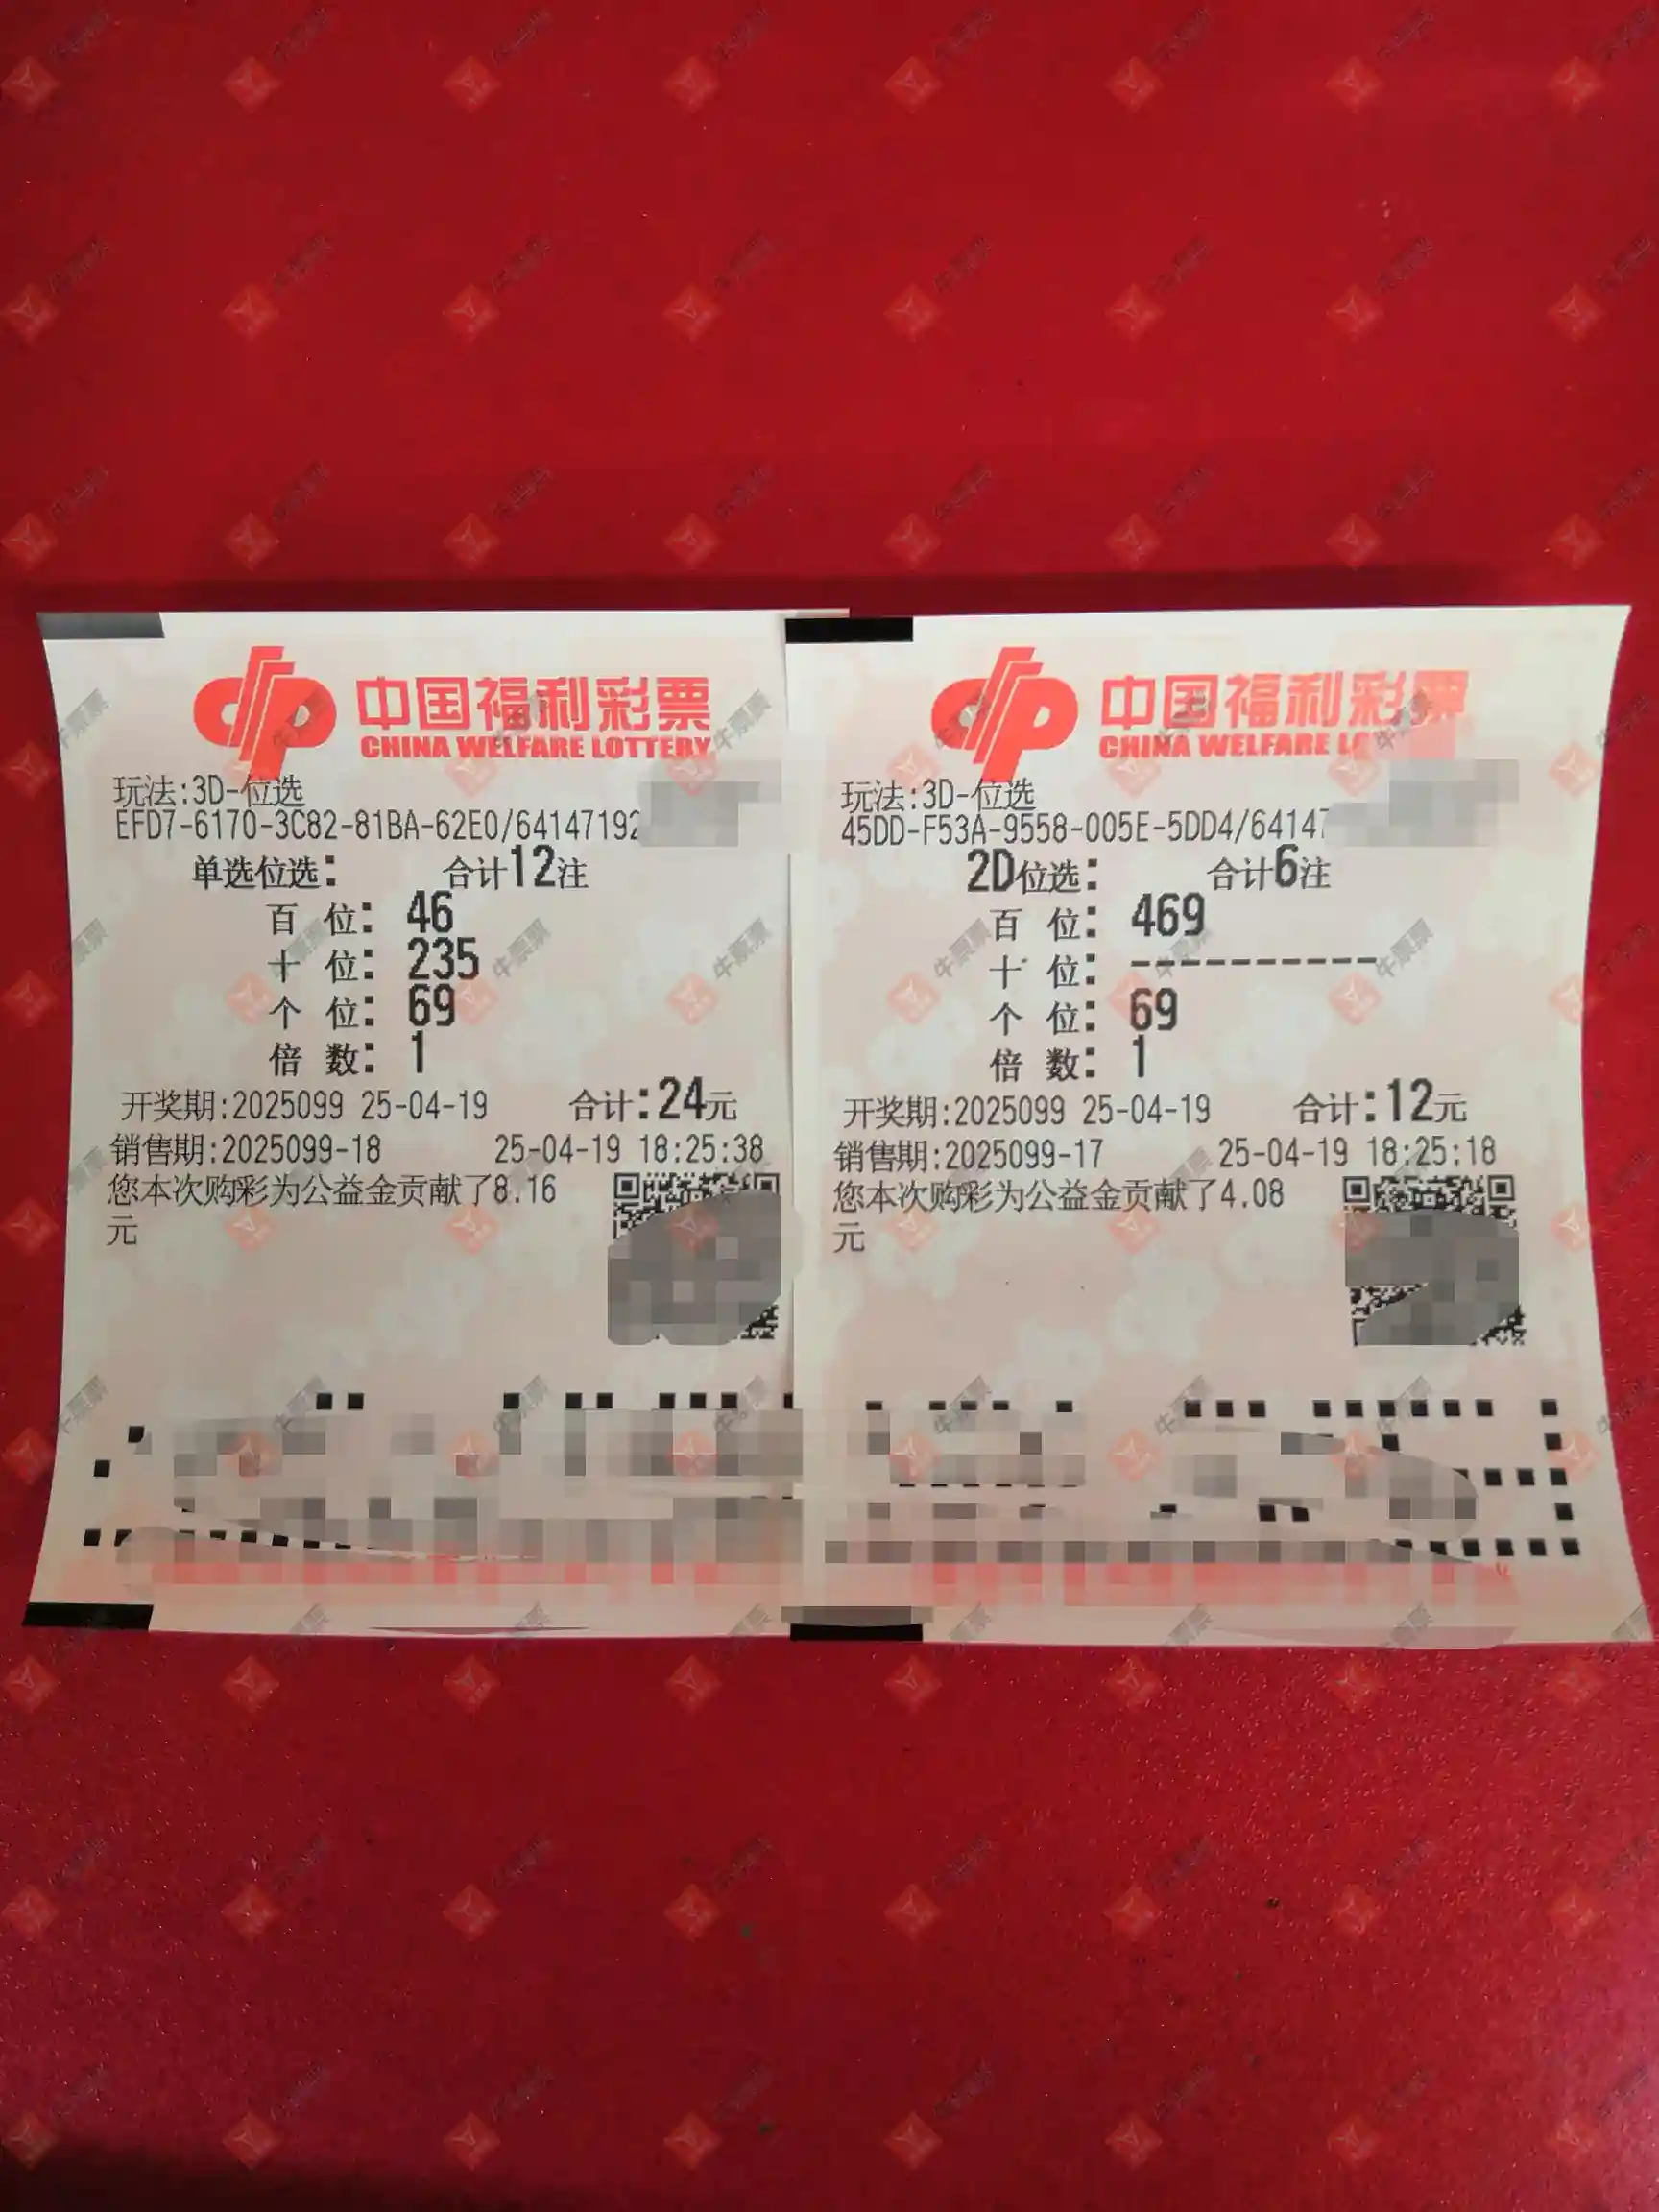 中国福利彩票
CHINA WELFARE LOTTERY
玩法:3D-位选
EFD7-6170-3C82-81BA-62E0/64147192
单选位选: 合计12注
百 位: 46
十 位: 235
个 位: 69
倍 数: 1
开奖期:2025099 25-04-19 合计:24元
销售期:2025099-18 25-04-19 18:25:38
您本次购彩为公益金贡献了8.16
元
中国福利彩票
CHINA WELFARE
玩法:3D-位选
45DD-F53A-9558-005E-5DD4/64147
2D位选: 合计6注
百 位: 469
十 位: ----------
个 位: 69
倍 数: 1
开奖期:2025099 25-04-19 合计:12元
销售期:2025099-17 25-04-19 18:25:18
您本次购彩为公益金贡献了4.08
元
牛票票